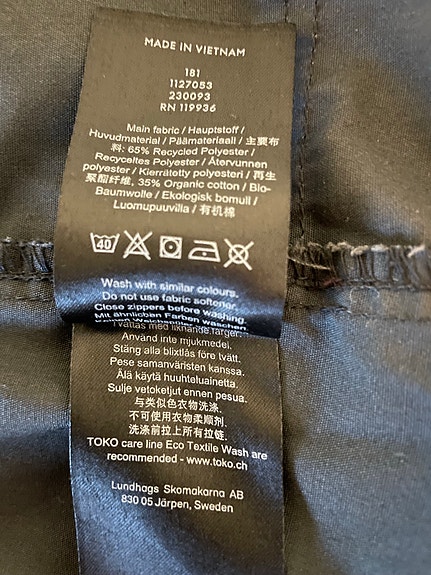 MADE IN VIETNAM
181
1127053
230093
RN 119936
Main fabric / Hauptstoff /
Huvudmaterial / Päämateriaali / 主要布
料: 65% Recycled Polyester /
Recyceltes Polyester / Återvunnen
polyester / Kierrätetty polyesteri / 再生
聚酯纤维, 35% Organic cotton / Bio-
Baumwolle / Ekologisk bomull /
Luomupuuvilla / 有机棉
40
Wash with similar colours.
Do not use fabric softener.
Close zippers before washing.
Mit ähnlichen Farben waschen.
Keinen Weichspüler
Tvättas med liknande färger.
Använd inte mjukmedel.
Stäng alla blixtlås före tvätt.
Pese samanväristen kanssa.
Älä käytä huuhteluainetta.
Sulje vetoketjut ennen pesua.
与类似色衣物洗涤.
不可使用衣物柔顺剂.
洗涤前拉上所有拉链.
TOKO care line Eco Textile Wash are
recommended - www.toko.ch
Lundhags Skomakarna AB
830 05 Järpen, Sweden